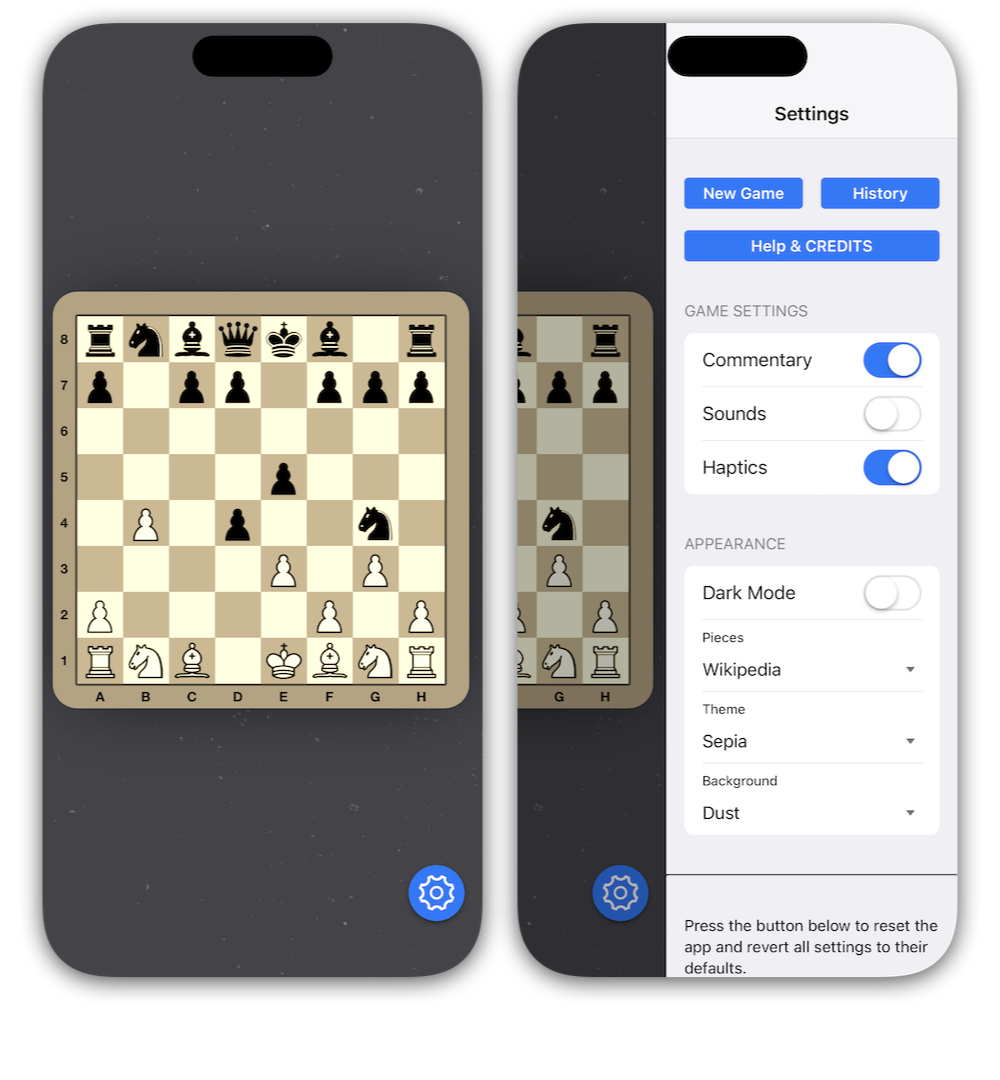 8
7
6
5
4
3
2
1
A B C D E F G H
G H
Settings
New Game History
Help & CREDITS
GAME SETTINGS
Commentary
Sounds
Haptics
APPEARANCE
Dark Mode
Pieces
Wikipedia
Theme
Sepia
Background
Dust
Press the button below to reset the
app and revert all settings to their
defaults.